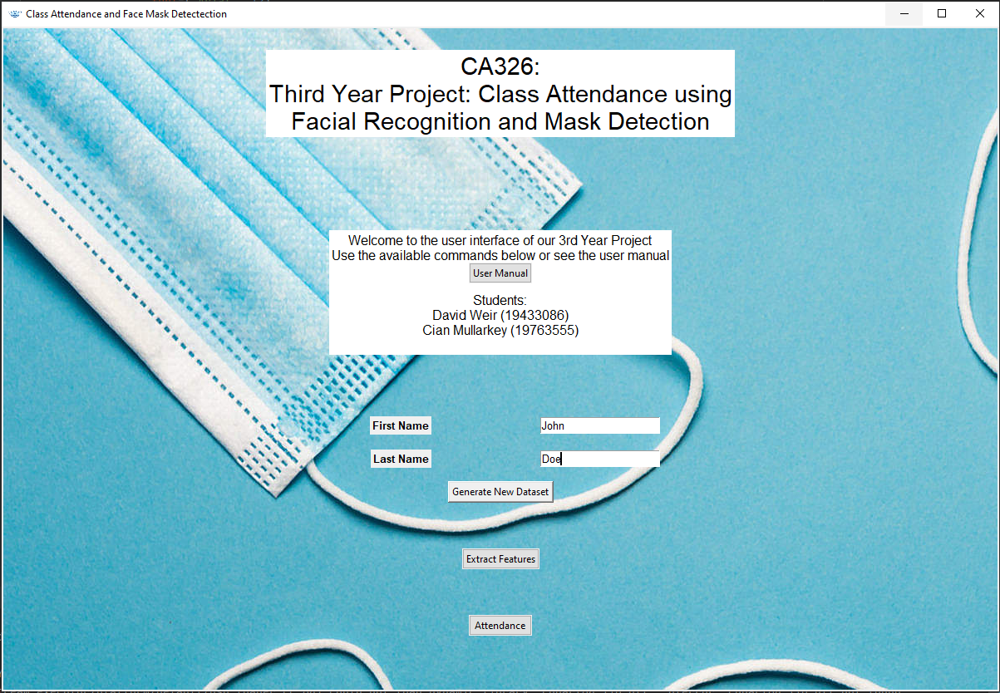 Class Attendance and Face Mask Detectection
CA326:
Third Year Project: Class Attendance using
Facial Recognition and Mask Detection
Welcome to the user interface of our 3rd Year Project
Use the available commands below or see the user manual
User Manual
Students:
David Weir (19433086)
Cian Mullarkey (19763555)
First Name John
Last Name Doe
Generate New Dataset
Extract Features
Attendance